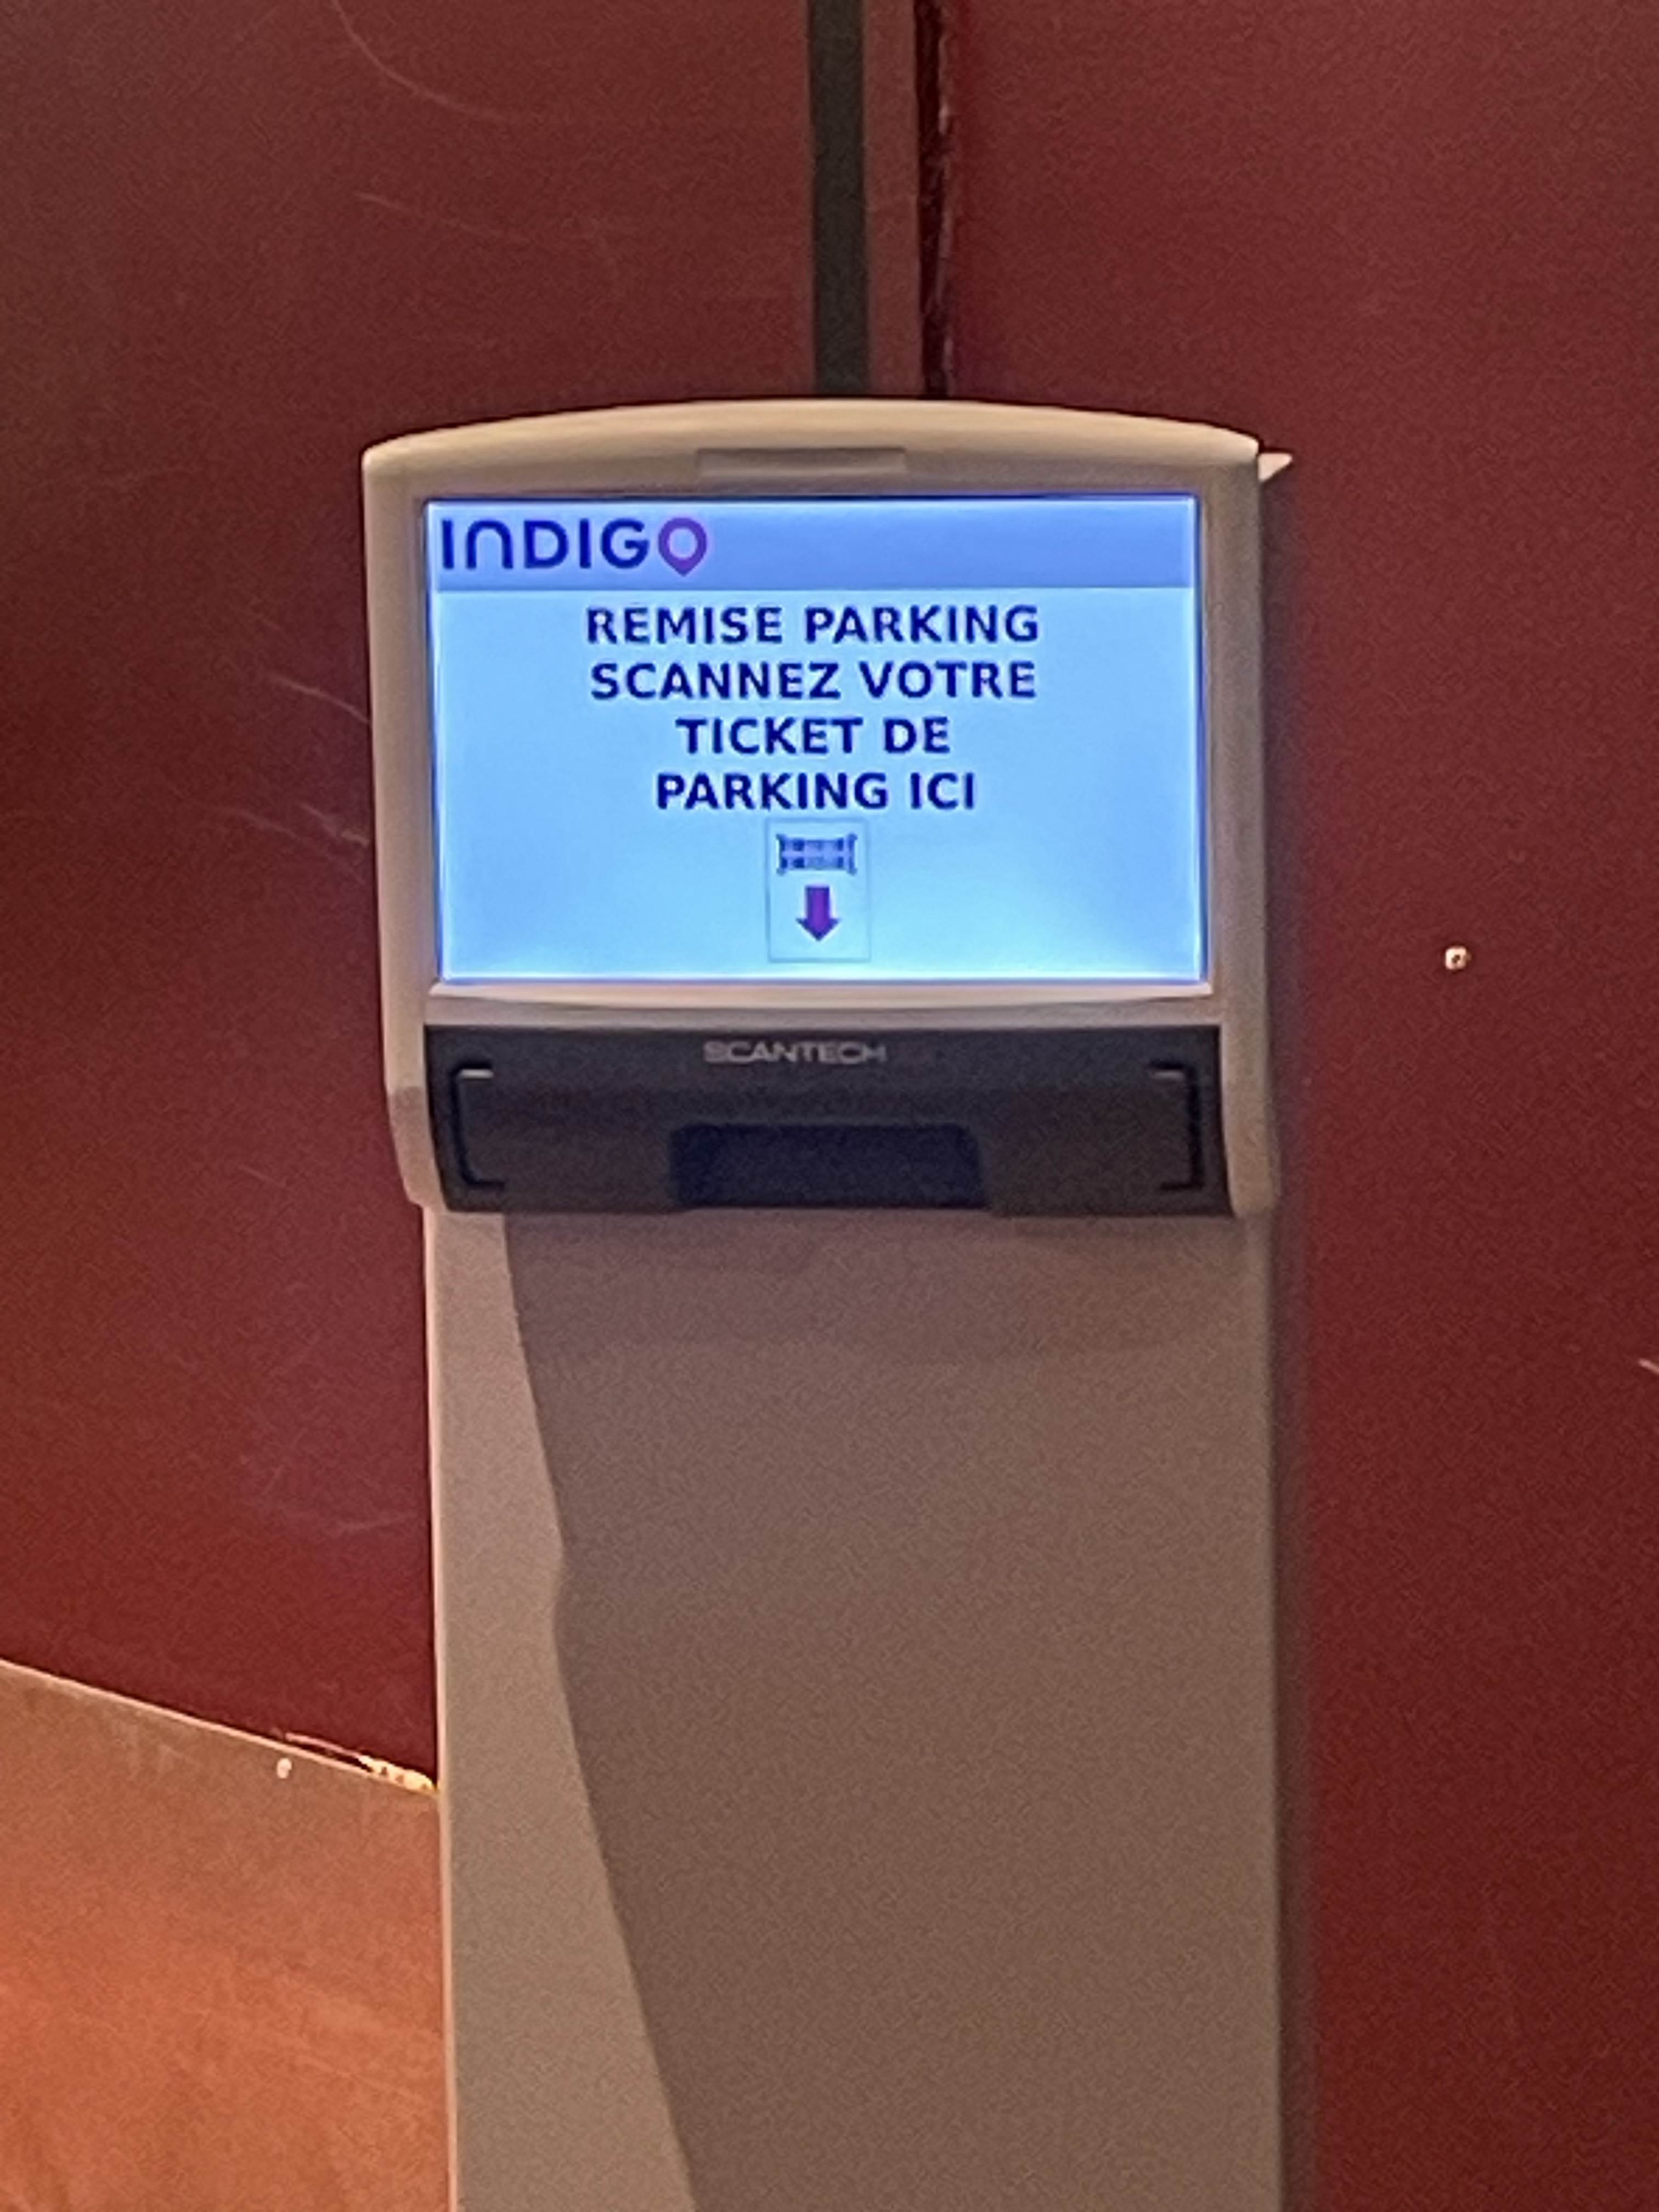 INDIGO
REMISE PARKING
SCANNEZ VOTRE
TICKET DE
PARKING ICI
SCANTECH